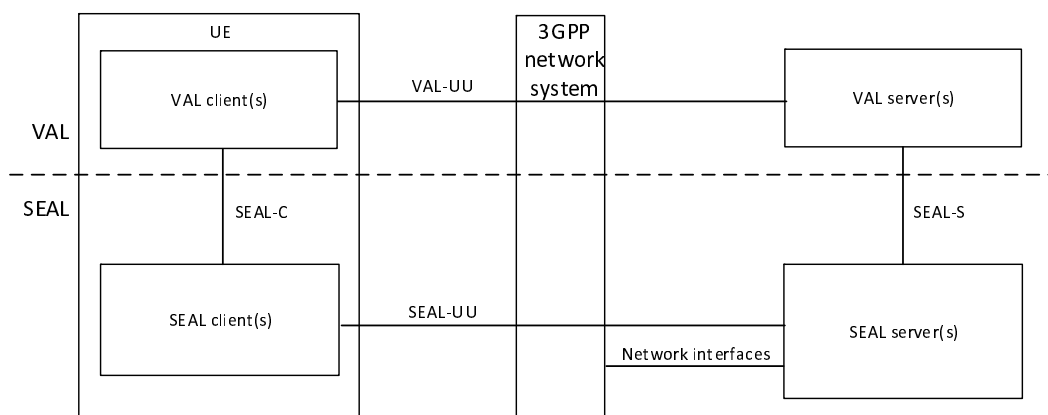 UE
3GPP
network
system
VAL client(s)
VAL-UU
VAL server(s)
VAL
SEAL
SEAL-C
SEAL-S
SEAL client(s)
SEAL-UU
SEAL server(s)
Network interfaces